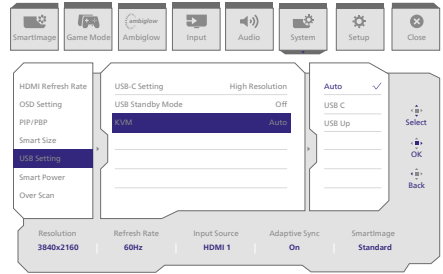 SmartImage Game Mode Ambiglow Input Audio System Setup Close
ambiglow
HDMI Refresh Rate
OSD Setting
PIP/PBP
Smart Size
USB Setting
Smart Power
Over Scan
USB-C Setting High Resolution
USB Standby Mode Off
KVM Auto
Auto
USB C
USB Up
Select
OK
Back
Resolution Refresh Rate Input Source Adaptive Sync SmartImage
3840x2160 60Hz HDMI 1 On Standard